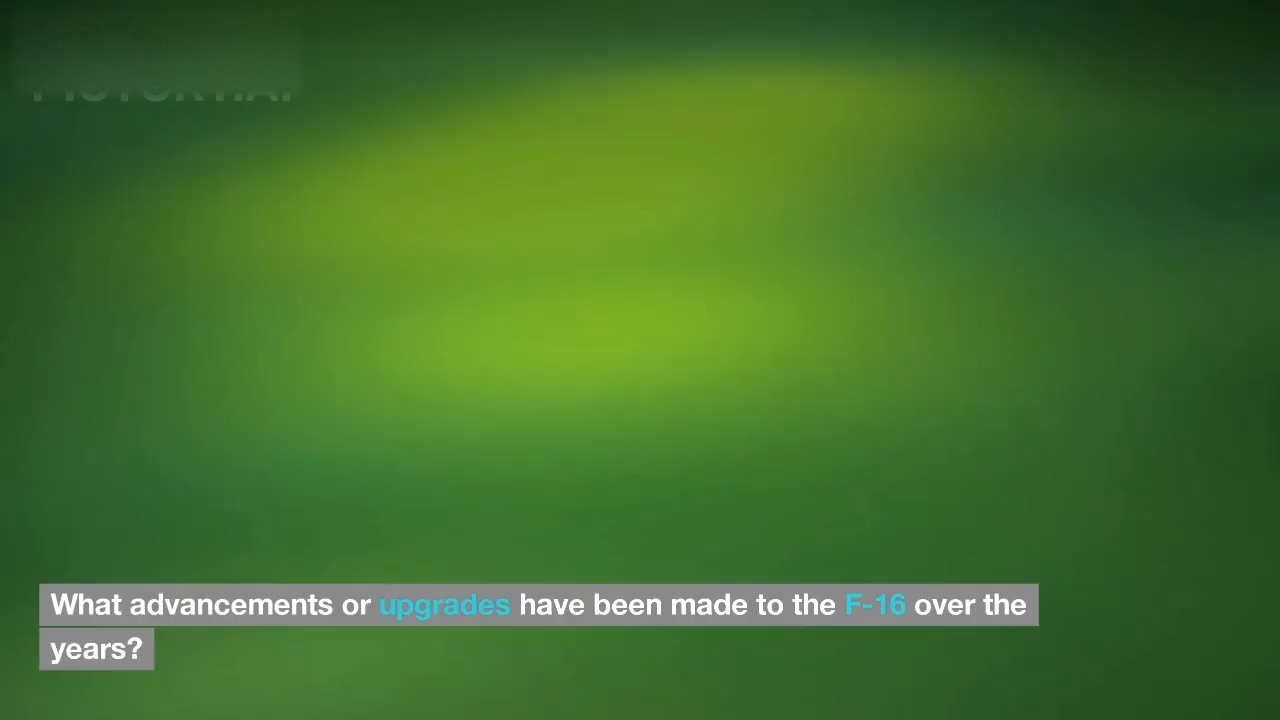 What advancements or upgrades have been made to the F-16 over the
years?